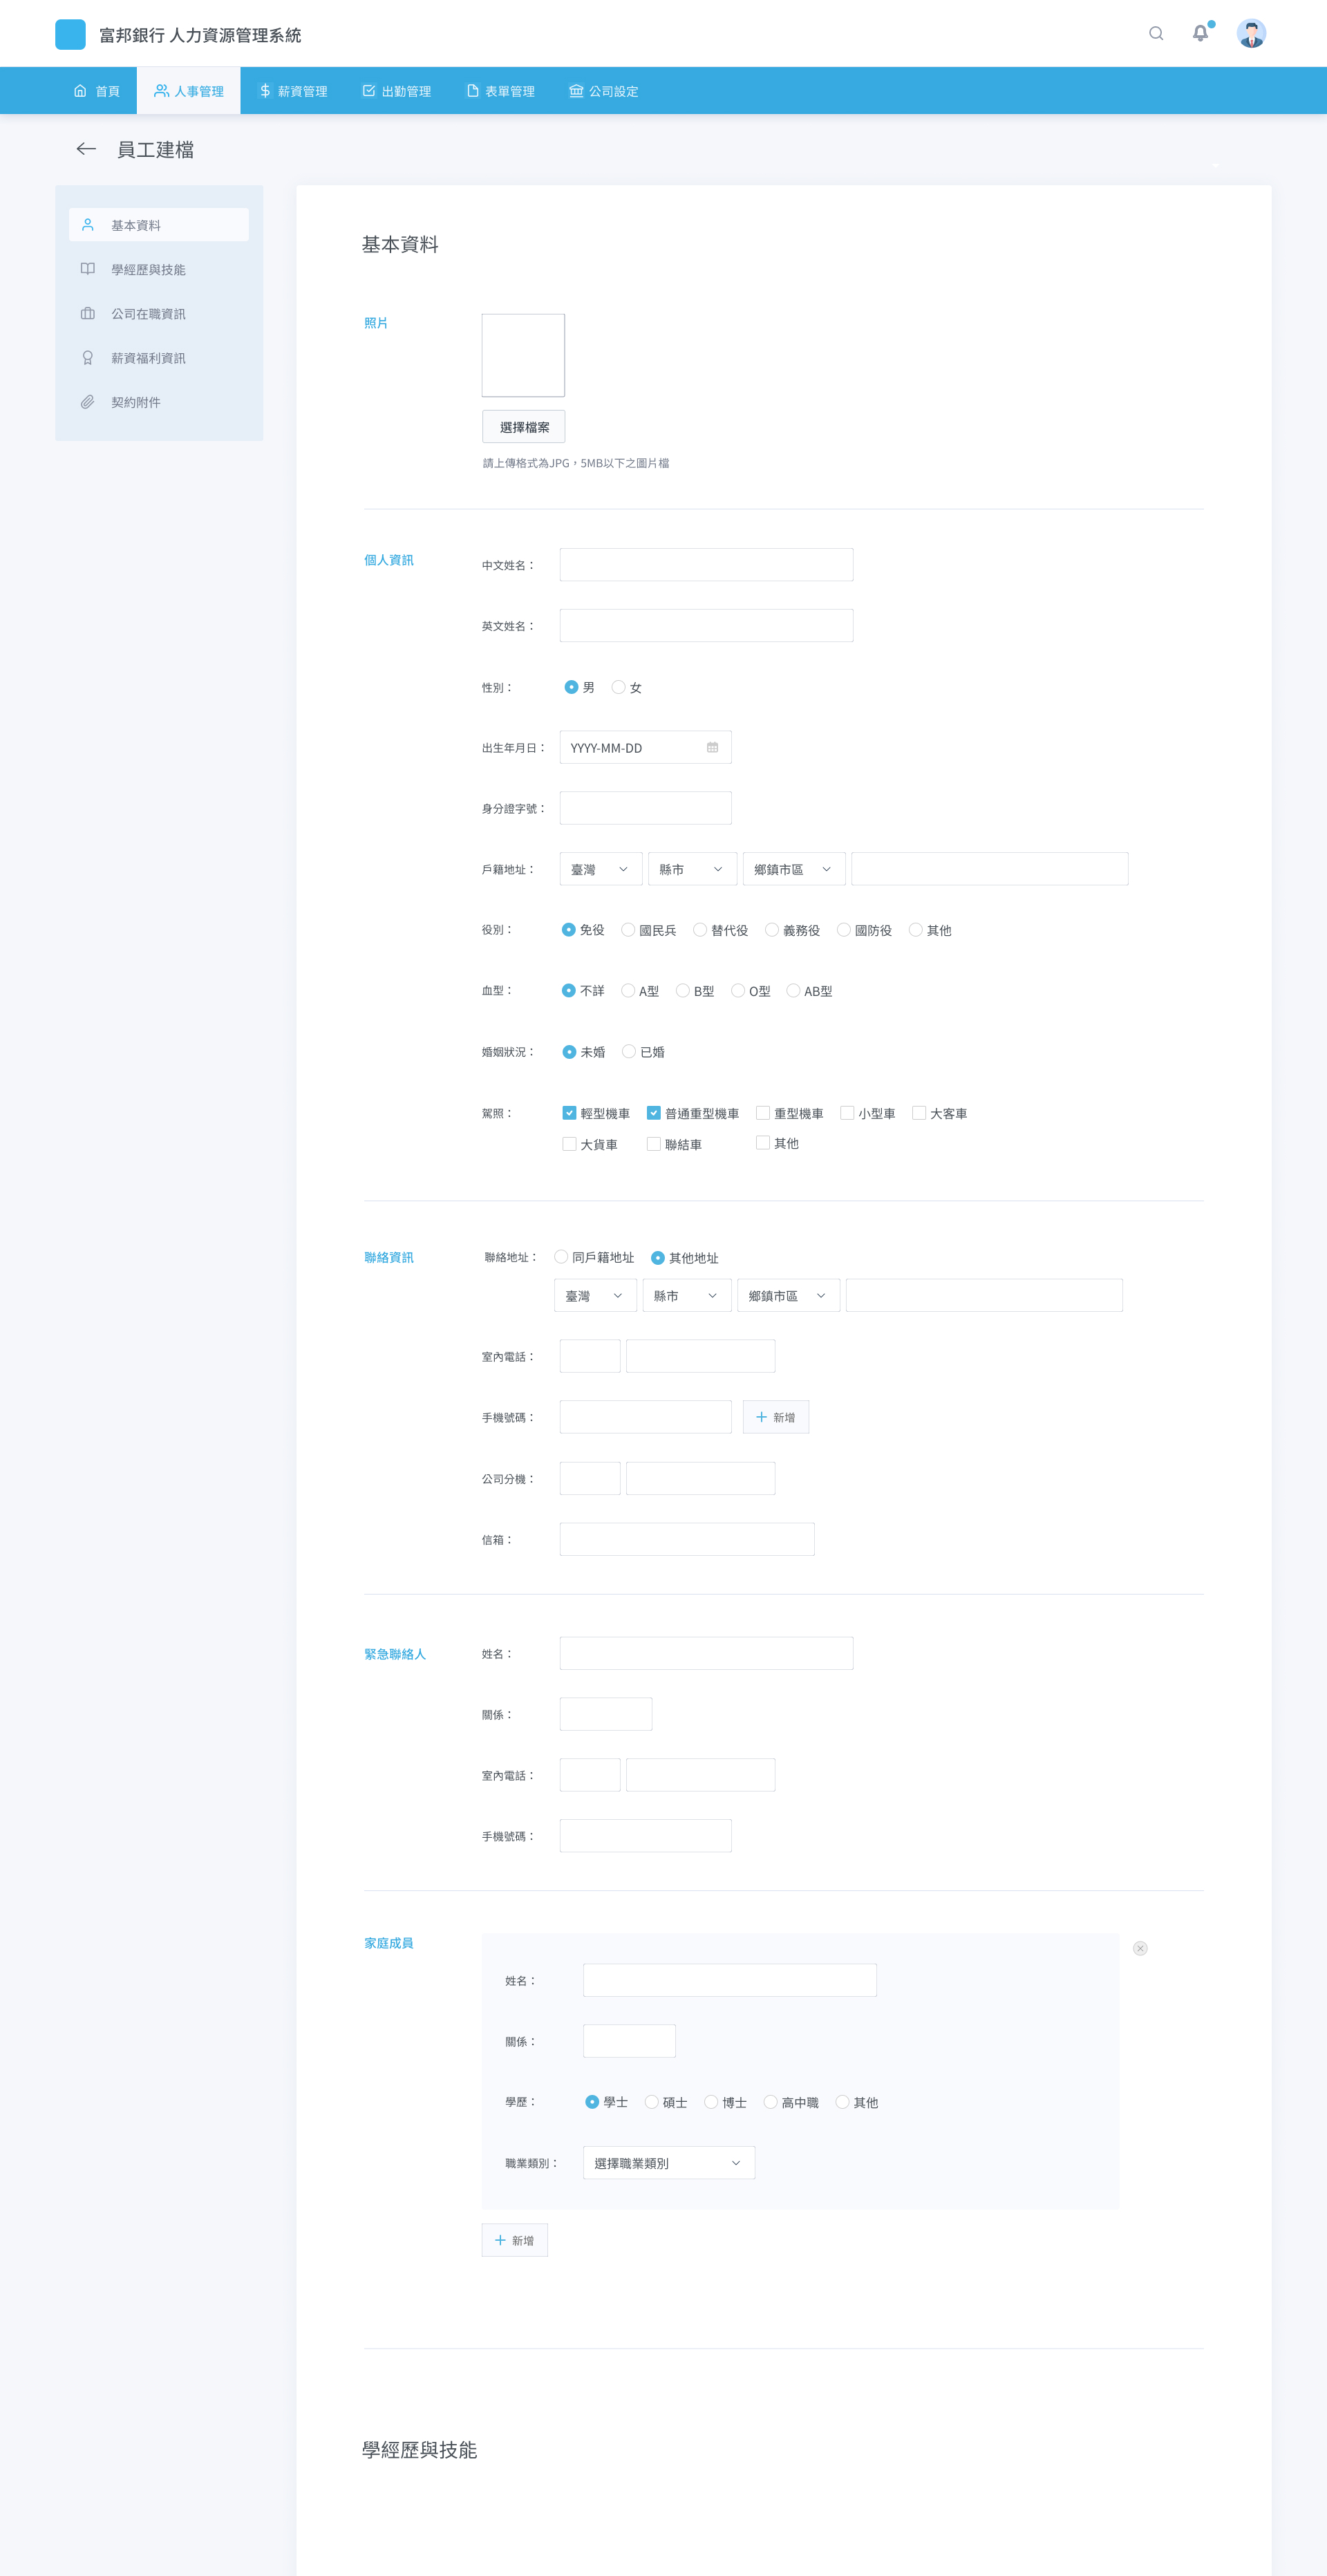 富邦銀行 人力資源管理系統
首頁 人事管理 薪資管理 出勤管理 表單管理 公司設定
員工建檔
基本資料
學經歷與技能
公司在職資訊
薪資福利資訊
契約附件
基本資料
照片
選擇檔案
請上傳格式為JPG，5MB以下之圖片檔
個人資訊 中文姓名：
英文姓名：
性別： 男 女
出生年月日： YYYY-MM-DD
身分證字號：
戶籍地址： 臺灣 縣市 鄉鎮市區
役別： 免役 國民兵 替代役 義務役 國防役 其他
血型： 不詳 A型 B型 O型 AB型
婚姻狀況： 未婚 已婚
駕照： 輕型機車 普通重型機車 重型機車 小型車 大客車
大貨車 聯結車 其他
聯絡資訊 聯絡地址： 同戶籍地址 其他地址
臺灣 縣市 鄉鎮市區
室內電話：
手機號碼： 新增
公司分機：
信箱：
緊急聯絡人 姓名：
關係：
室內電話：
手機號碼：
家庭成員
姓名：
關係：
學歷： 學士 碩士 博士 高中職 其他
職業類別： 選擇職業類別
新增
學經歷與技能